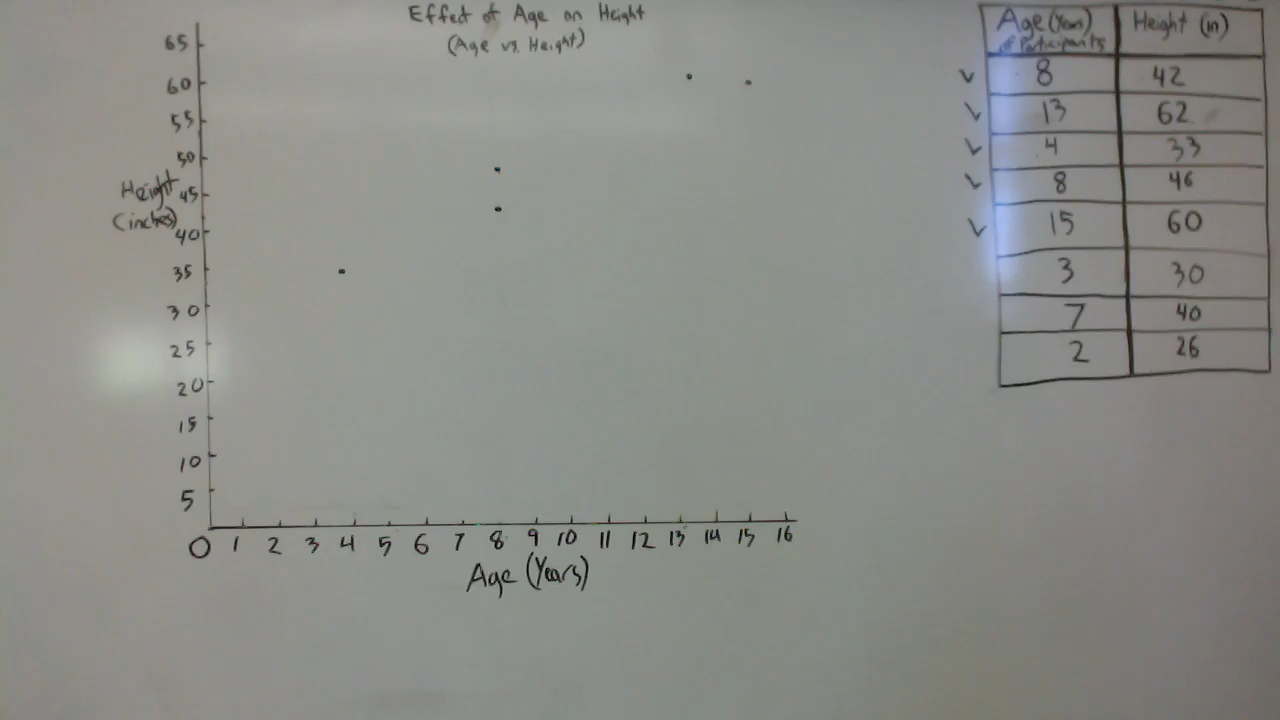 Effect of Age on Height
(Age vs. Height)
65
60
55
50
Height
(inches)
45
40
35
30
25
20
15
10
5
0 1 2 3 4 5 6 7 8 9 10 11 12 13 14 15 16
Age (Years)
Age (Years) Height (in)
of Participants
8 42
13 62
4 33
8 46
15 60
3 30
7 40
2 26